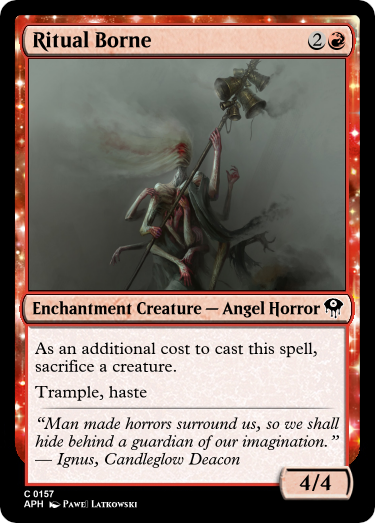 Ritual Borne 2
Enchantment Creature — Angel Horror
As an additional cost to cast this spell,
sacrifice a creature.
Trample, haste
“Man made horrors surround us, so we shall
hide behind a guardian of our imagination.”
— Ignus, Candleglow Deacon
4/4
C 0157
APH Paweł Latkowski